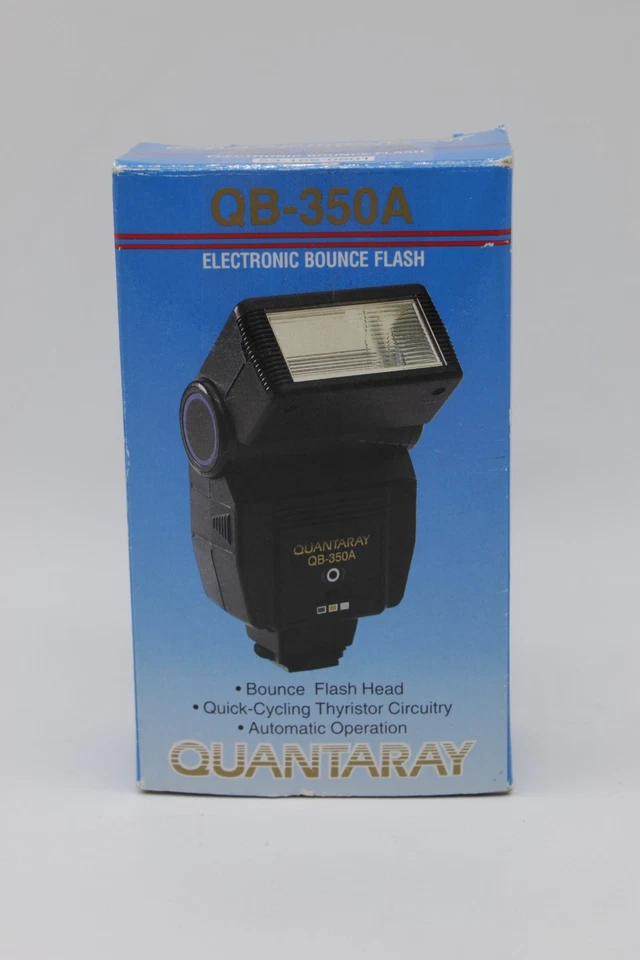 QB-350A
ELECTRONIC BOUNCE FLASH
QUANTARAY
QB-350A
• Bounce Flash Head
• Quick-Cycling Thyristor Circuitry
• Automatic Operation
QUANTARAY